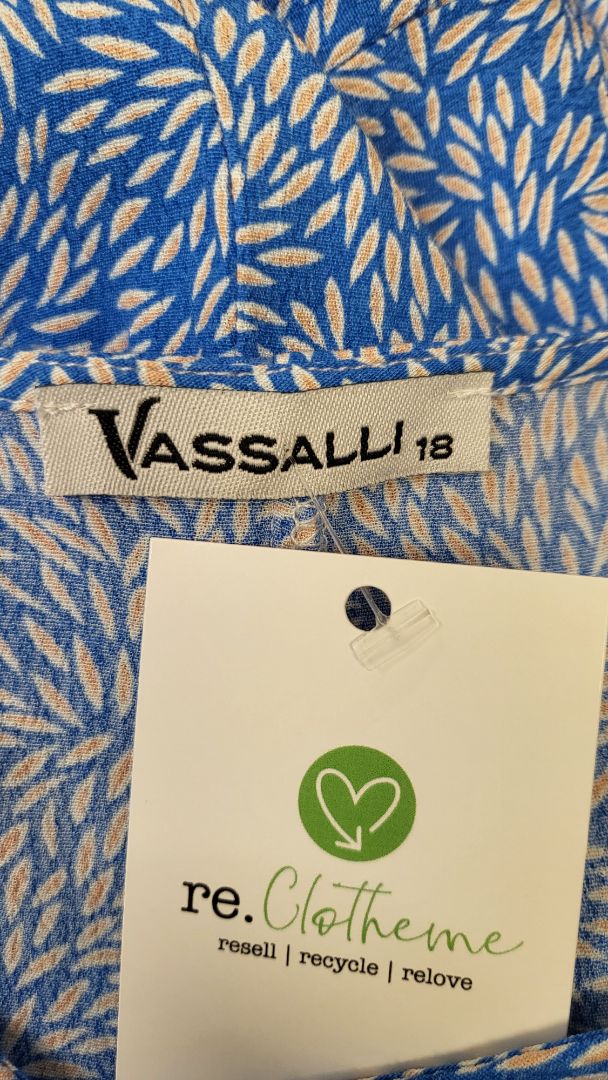 VASSALLI 18
re.Clotheme
resell | recycle | relove